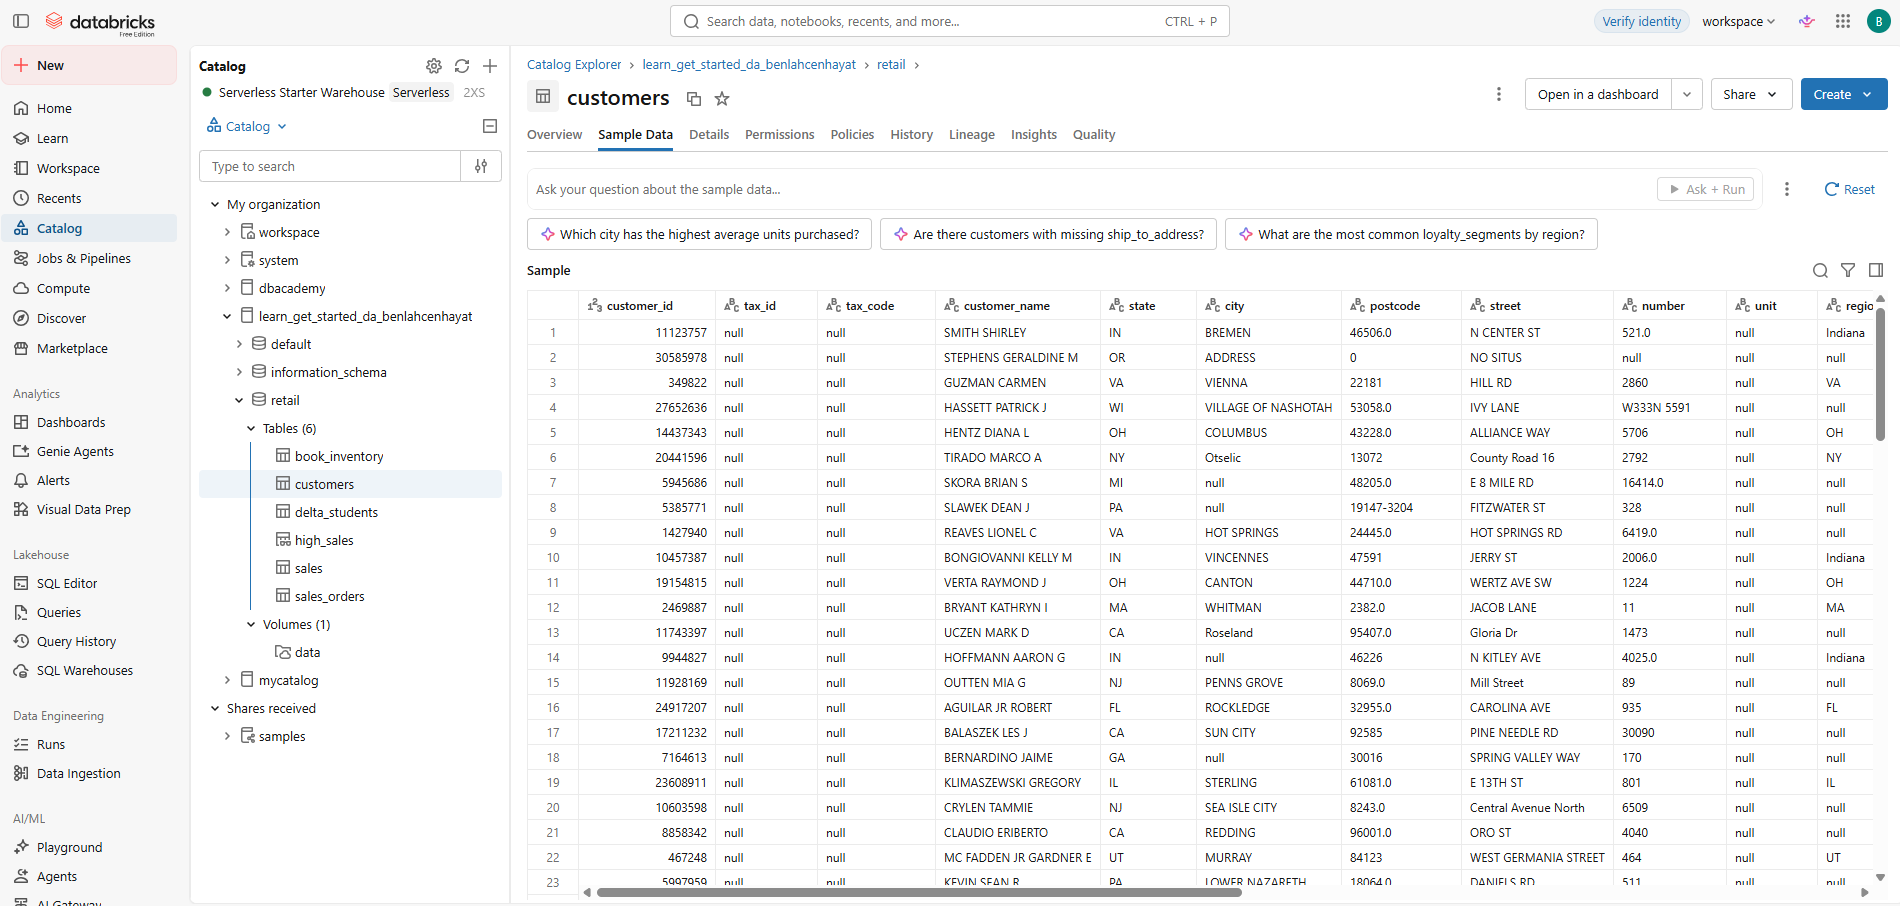 databricks
Free Edition
Search data, notebooks, recents, and more...
CTRL + P
Verify identity
workspace
B
New
Home
Learn
Workspace
Recents
Catalog
Jobs & Pipelines
Compute
Discover
Marketplace
Analytics
Dashboards
Genie Agents
Alerts
Visual Data Prep
Lakehouse
SQL Editor
Queries
Query History
SQL Warehouses
Data Engineering
Runs
Data Ingestion
AI/ML
Playground
Agents
AI Gateway
Catalog
Serverless Starter Warehouse Serverless 2XS
Catalog
Type to search
My organization
workspace
system
dbacademy
learn_get_started_da_benlahcenhayat
default
information_schema
retail
Tables (6)
book_inventory
customers
delta_students
high_sales
sales
sales_orders
Volumes (1)
data
mycatalog
Shares received
samples
Catalog Explorer > learn_get_started_da_benlahcenhayat > retail >
customers
Open in a dashboard
Share
Create
Overview Sample Data Details Permissions Policies History Lineage Insights Quality
Ask your question about the sample data...
Ask + Run
Reset
Which city has the highest average units purchased?
Are there customers with missing ship_to_address?
What are the most common loyalty_segments by region?
Sample
customer_id tax_id tax_code customer_name state city postcode street number unit regio
1 11123757 null null SMITH SHIRLEY IN BREMEN 46506.0 N CENTER ST 521.0 null Indiana
2 30585978 null null STEPHENS GERALDINE M OR ADDRESS 0 NO SITUS null null null
3 349822 null null GUZMAN CARMEN VA VIENNA 22181 HILL RD 2860 null VA
4 27652636 null null HASSETT PATRICK J WI VILLAGE OF NASHOTAH 53058.0 IVY LANE W333N 5591 null null
5 14437343 null null HENTZ DIANA L OH COLUMBUS 43228.0 ALLIANCE WAY 5706 null OH
6 20441596 null null TIRADO MARCO A NY Otselic 13072 County Road 16 2792 null NY
7 5945686 null null SKORA BRIAN S MI null 48205.0 E 8 MILE RD 16414.0 null null
8 5385771 null null SLAWEK DEAN J PA null 19147-3204 FITZWATER ST 328 null null
9 1427940 null null REAVES LIONEL C VA HOT SPRINGS 24445.0 HOT SPRINGS RD 6419.0 null null
10 10457387 null null BONGIOVANNI KELLY M IN VINCENNES 47591 JERRY ST 2006.0 null Indiana
11 19154815 null null VERTA RAYMOND J OH CANTON 44710.0 WERTZ AVE SW 1224 null OH
12 2469887 null null BRYANT KATHRYN I MA WHITMAN 2382.0 JACOB LANE 11 null MA
13 11743397 null null UCZEN MARK D CA Roseland 95407.0 Gloria Dr 1473 null null
14 9944827 null null HOFFMANN AARON G IN null 46226 N KITLEY AVE 4025.0 null Indiana
15 11928169 null null OUTTEN MIA G NJ PENNS GROVE 8069.0 Mill Street 89 null null
16 24917207 null null AGUILAR JR ROBERT FL ROCKLEDGE 32955.0 CAROLINA AVE 935 null FL
17 17211232 null null BALASZEK LES J CA SUN CITY 92585 PINE NEEDLE RD 30090 null null
18 7164613 null null BERNARDINO JAIME GA null 30016 SPRING VALLEY WAY 170 null null
19 23608911 null null KLIMASZEWSKI GREGORY IL STERLING 61081.0 E 13TH ST 801 null IL
20 10603598 null null CRYLEN TAMMIE NJ SEA ISLE CITY 8243.0 Central Avenue North 6509 null null
21 8858342 null null CLAUDIO ERIBERTO CA REDDING 96001.0 ORO ST 4040 null null
22 467248 null null MC FADDEN JR GARDNER E UT MURRAY 84123 WEST GERMANIA STREET 464 null UT
23 5997959 null null KEVIN SEAN R PA LOWER NAZARETH 18064.0 DANIELS RD 511 null null